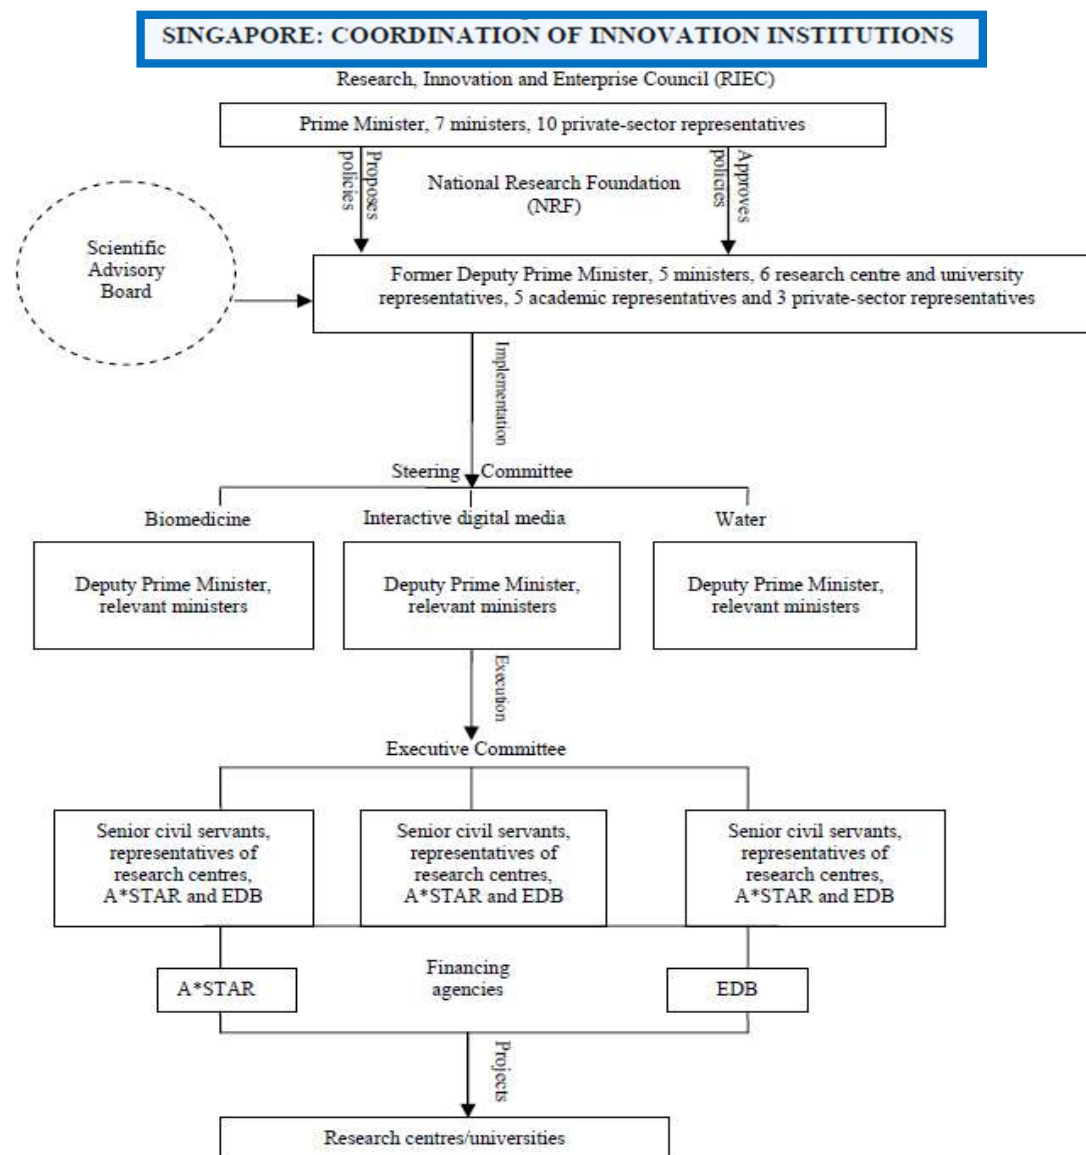 SINGAPORE: COORDINATION OF INNOVATION INSTITUTIONS
Research, Innovation and Enterprise Council (RIEC)
Prime Minister, 7 ministers, 10 private-sector representatives
Proposes
policies
National Research Foundation
(NRF)
Approves
policies
Scientific
Advisory
Board
Former Deputy Prime Minister, 5 ministers, 6 research centre and university
representatives, 5 academic representatives and 3 private-sector representatives
Implementation
Steering Committee
Biomedicine
Interactive digital media
Water
Deputy Prime Minister,
relevant ministers
Deputy Prime Minister,
relevant ministers
Deputy Prime Minister,
relevant ministers
Execution
Executive Committee
Senior civil servants,
representatives of
research centres,
A*STAR and EDB
Senior civil servants,
representatives of
research centres,
A*STAR and EDB
Senior civil servants,
representatives of
research centres,
A*STAR and EDB
A*STAR
Financing
agencies
EDB
Projects
Research centres/universities